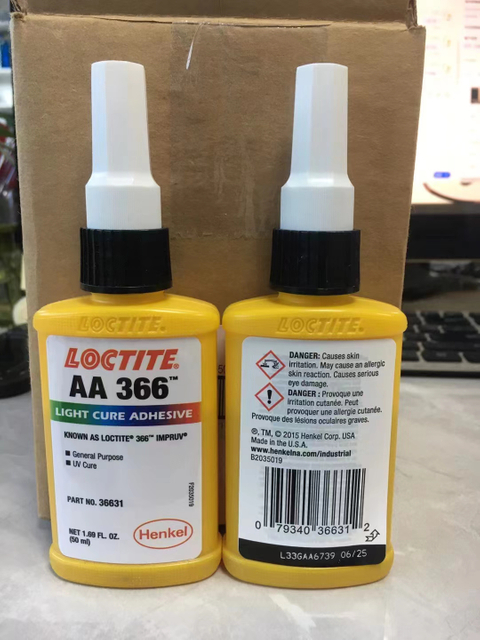 LOCTITE.
LOCTITE®
AA 366™
LIGHT CURE ADHESIVE
KNOWN AS LOCTITE® 366™ IMPRUV®
■ General Purpose
■ UV Cure
PART NO. 36631
NET 1.69 FL. OZ.
(50 ml)
Henkel
F2035019
LOCTITE.
DANGER: Causes skin
irritation. May cause an allergic
skin reaction. Causes serious
eye damage.
DANGER : Provoque une
irritation cutanée. Peut
provoquer une allergie cutanée.
Provoque des lésions oculaires graves.
®, TM, © 2015 Henkel Corp. USA
Made in the U.S.A.
www.henkelna.com/industrial
B2035019
0 79340 36631 2
L33GAA6739 06/25